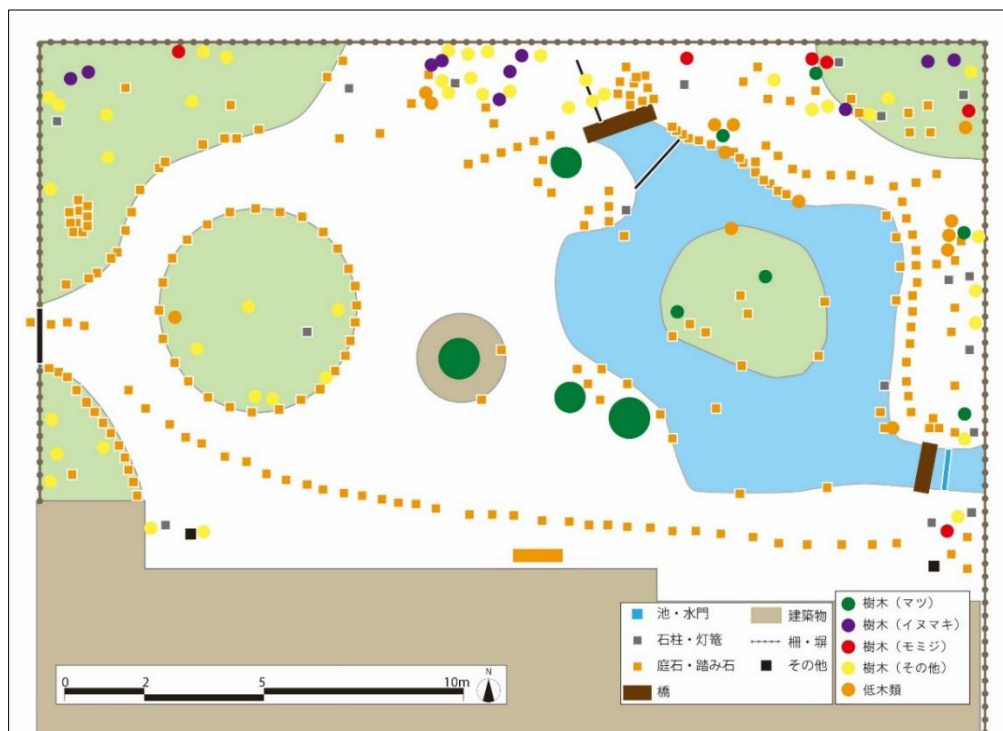 池・水門
石柱・灯篭
庭石・踏み石
橋
建築物
柵・塀
その他
樹木（マツ）
樹木（イヌマキ）
樹木（モミジ）
樹木（その他）
低木類
0 2 5 10m
N